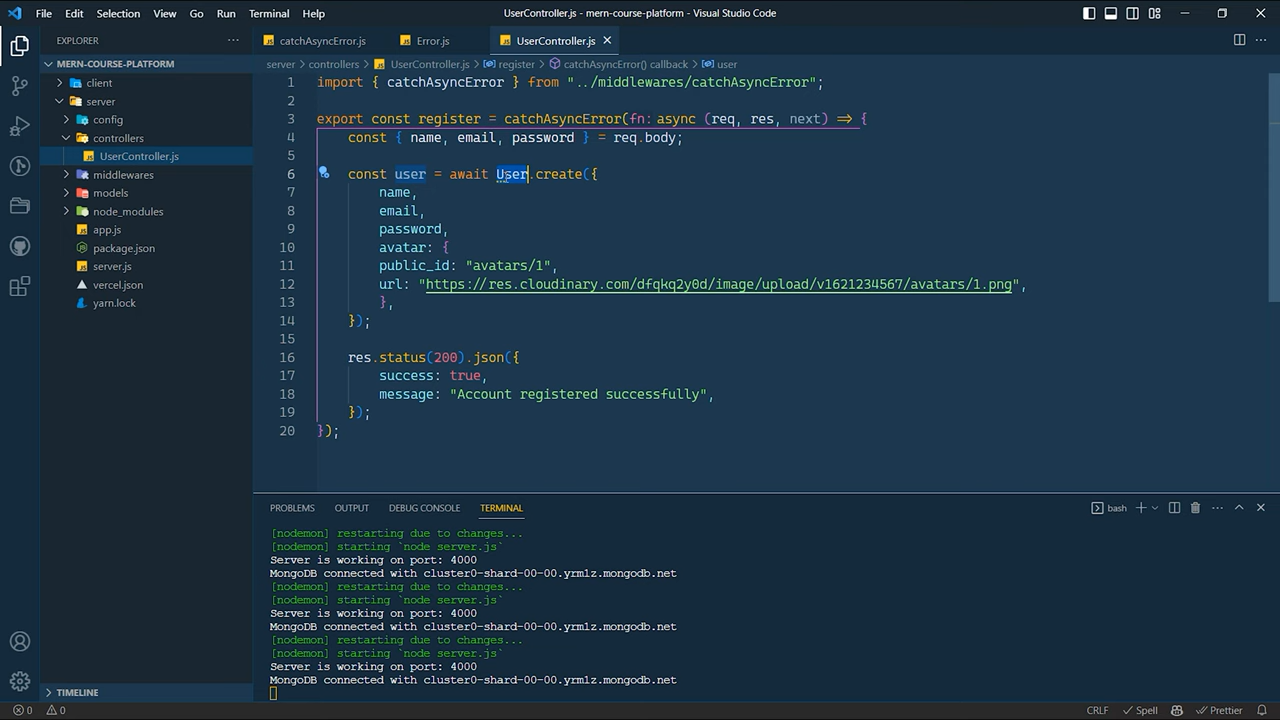 File Edit Selection View Go Run Terminal Help
UserController.js - mern-course-platform - Visual Studio Code
EXPLORER
MERN-COURSE-PLATFORM
client
server
config
controllers
UserController.js
middlewares
models
node_modules
app.js
package.json
server.js
vercel.json
yarn.lock
TIMELINE
catchAsyncError.js Error.js UserController.js
server > controllers > UserController.js > register > catchAsyncError() callback > user
1 import { catchAsyncError } from "../middlewares/catchAsyncError";
2
3 export const register = catchAsyncError(fn: async (req, res, next) => {
4 const { name, email, password } = req.body;
5
6 const user = await User.create({
7 name,
8 email,
9 password,
10 avatar: {
11 public_id: "avatars/1",
12 url: "https://res.cloudinary.com/dfqkq2y0d/image/upload/v1621234567/avatars/1.png",
13 },
14 });
15
16 res.status(200).json({
17 success: true,
18 message: "Account registered successfully",
19 });
20 });
PROBLEMS OUTPUT DEBUG CONSOLE TERMINAL
bash
[nodemon] restarting due to changes...
[nodemon] starting `node server.js`
Server is working on port: 4000
MongoDB connected with cluster0-shard-00-00.yrm1z.mongodb.net
[nodemon] restarting due to changes...
[nodemon] starting `node server.js`
Server is working on port: 4000
MongoDB connected with cluster0-shard-00-00.yrm1z.mongodb.net
[nodemon] restarting due to changes...
[nodemon] starting `node server.js`
Server is working on port: 4000
MongoDB connected with cluster0-shard-00-00.yrm1z.mongodb.net
0 0
CRLF Spell Prettier